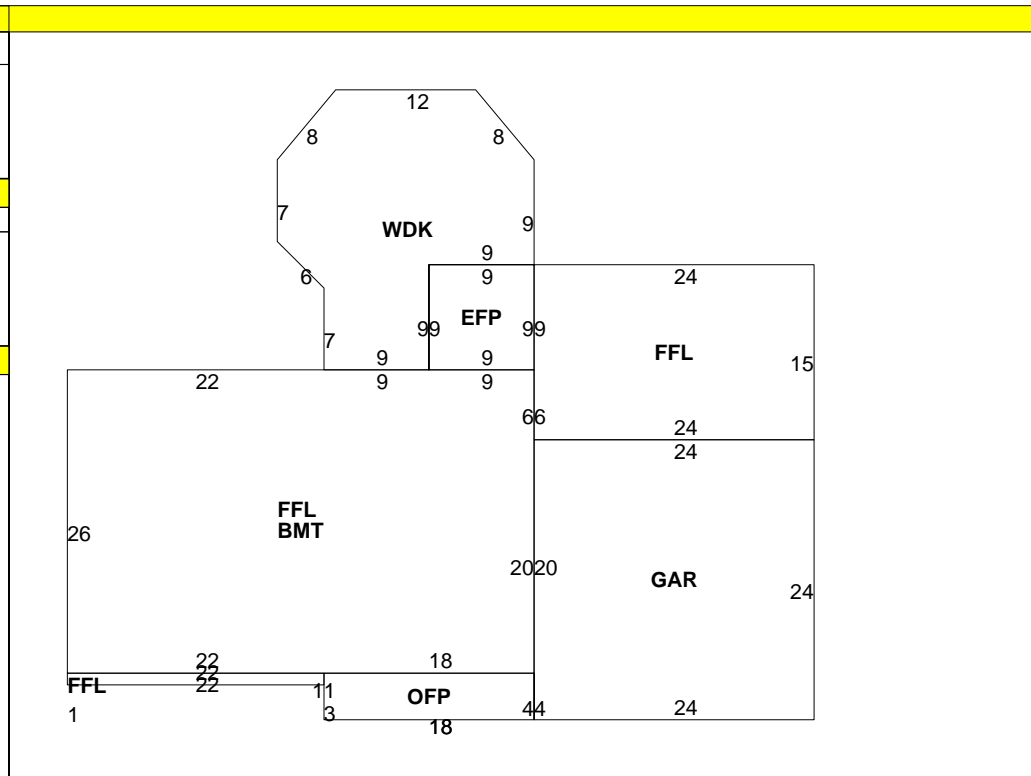 12
8 8
7 9
WDK
9
6 9 24
99 EFP 99
7 FFL 15
9 9
22 9 9
66 24
24
FFL
BMT
26
2020 GAR 24
22 18
22
FFL 22 11 OFP
1 3 44 24
18